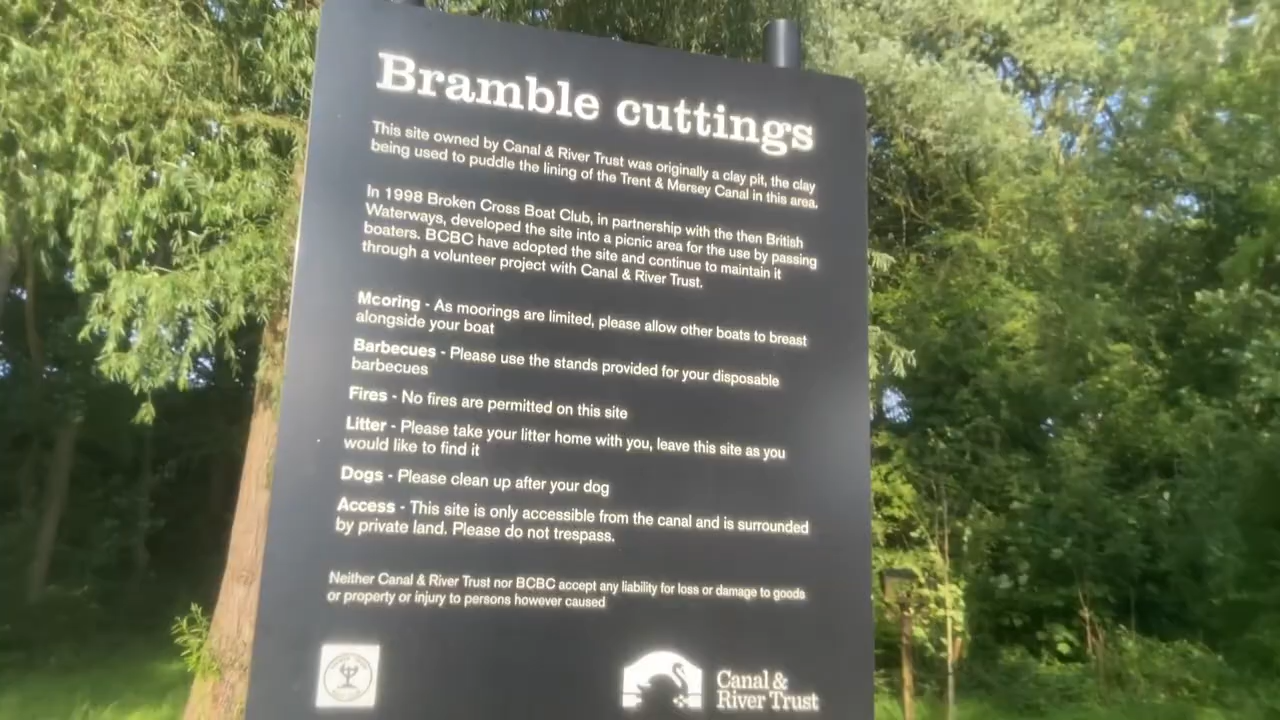 Bramble cuttings
This site owned by Canal & River Trust was originally a clay pit, the clay
being used to puddle the lining of the Trent & Mersey Canal in this area.
In 1998 Broken Cross Boat Club, in partnership with the then British
Waterways, developed the site into a picnic area for the use by passing
boaters. BCBC have adopted the site and continue to maintain it
through a volunteer project with Canal & River Trust.
Mooring - As moorings are limited, please allow other boats to breast
alongside your boat
Barbecues - Please use the stands provided for your disposable
barbecues
Fires - No fires are permitted on this site
Litter - Please take your litter home with you, leave this site as you
would like to find it
Dogs - Please clean up after your dog
Access - This site is only accessible from the canal and is surrounded
by private land. Please do not trespass.
Neither Canal & River Trust nor BCBC accept any liability for loss or damage to goods
or property or injury to persons however caused
Canal &
River Trust